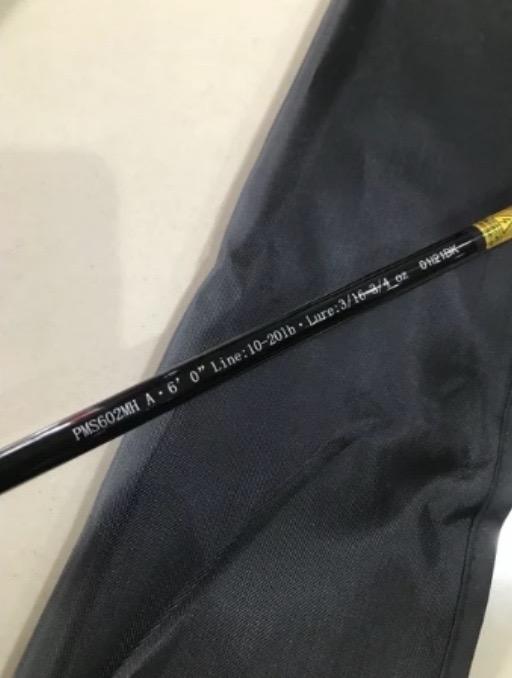 PMS602MH A・6' 0" Line:10-20lb・Lure:3/16-3/4 oz